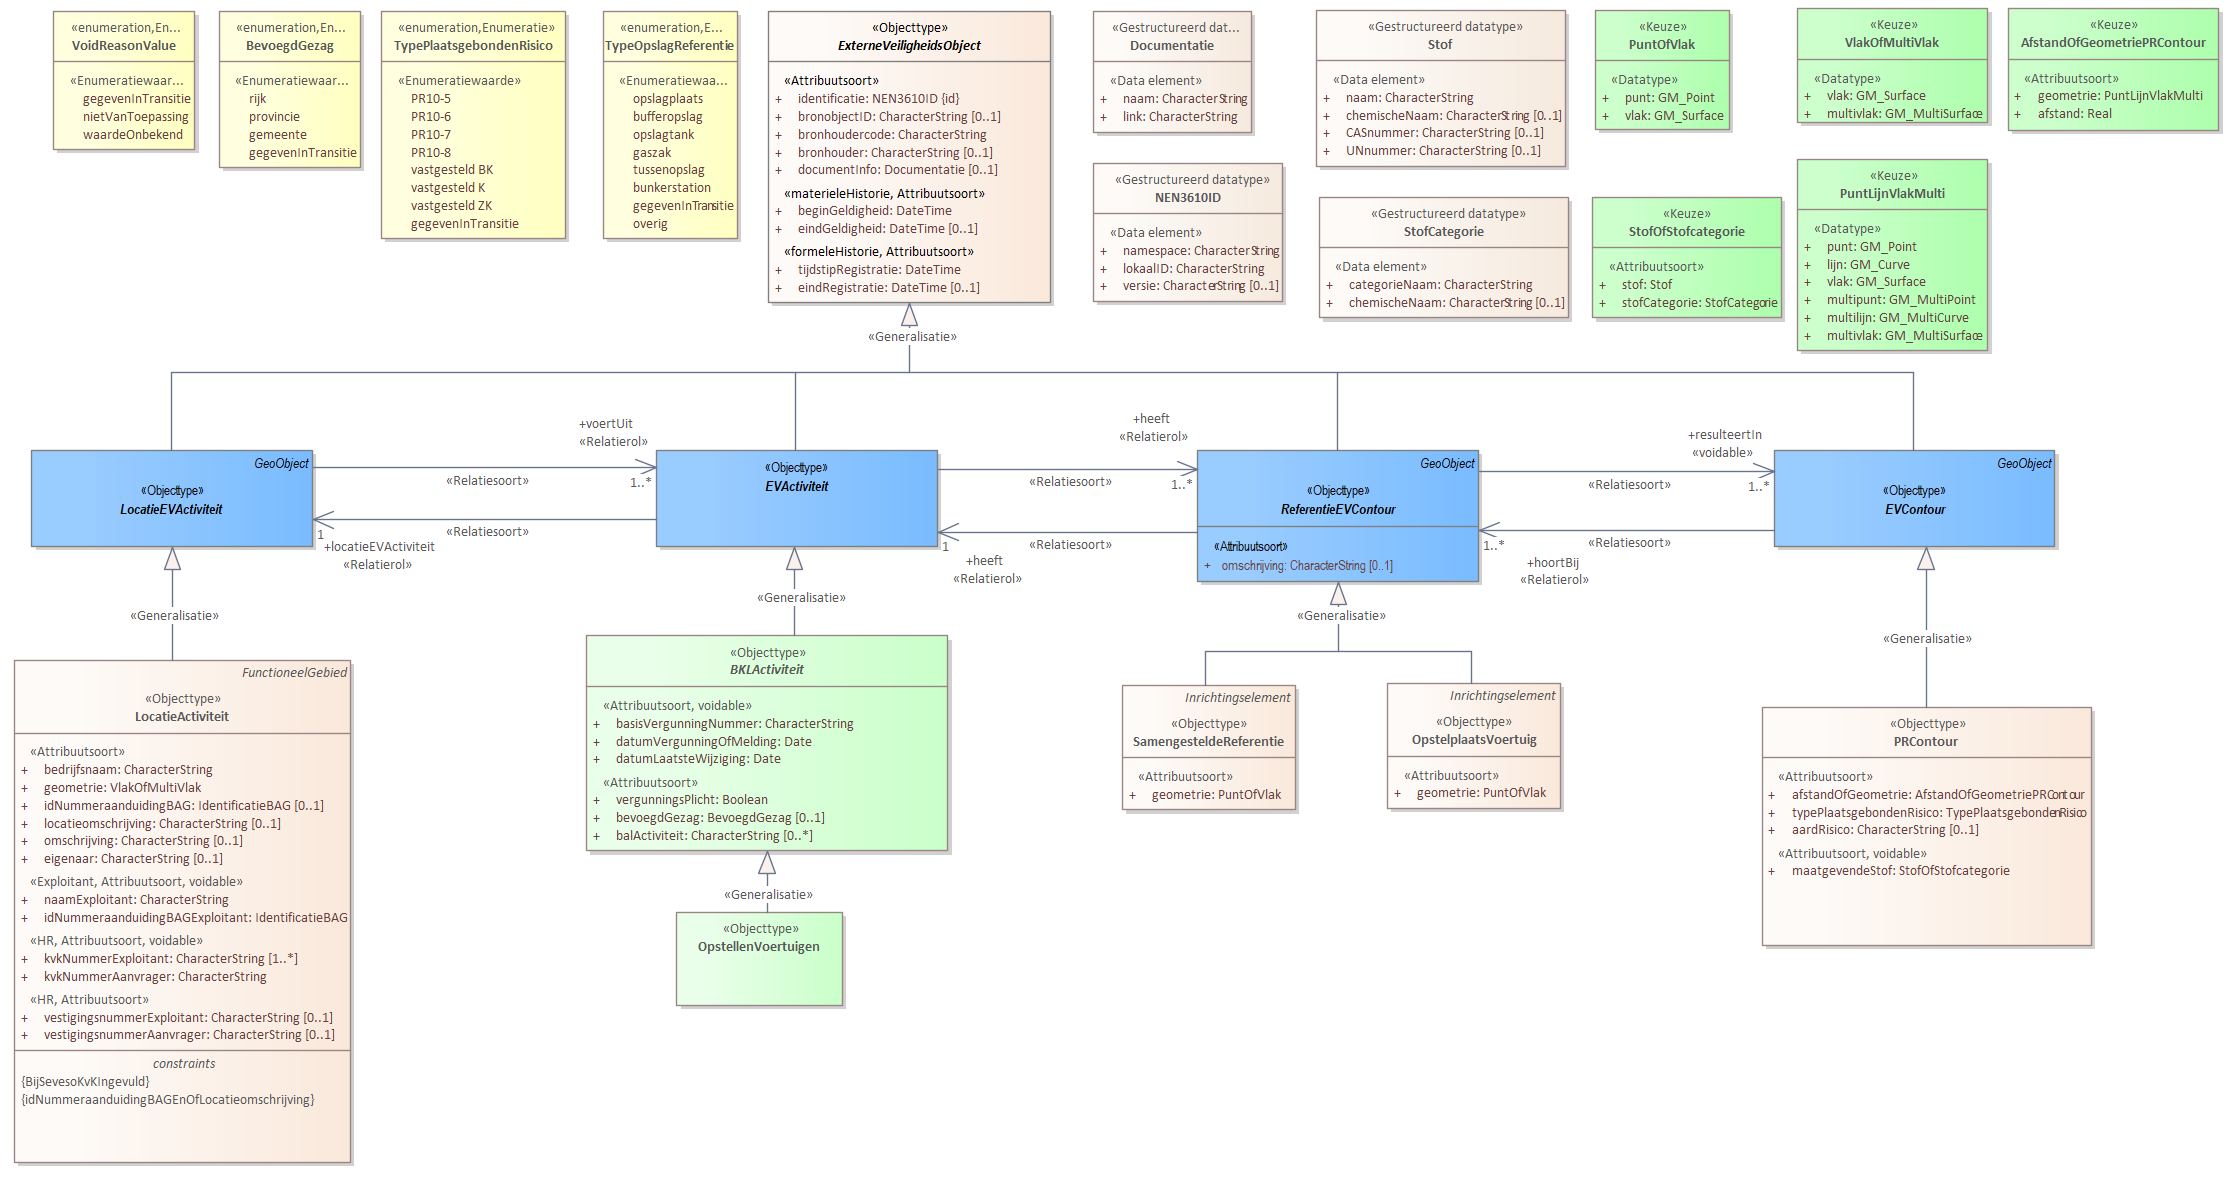 «enumeration,En...
VoidReasonValue
«Enumeratiewaar...
gegevenInTransitie
nietVanToepassing
waardeOnbekend
«enumeration,En...
BevoegdGezag
«Enumeratiewaar...
rijk
provincie
gemeente
gegevenInTransitie
«enumeration,Enumeratie»
TypePlaatsgebondenRisico
«Enumeratiewaarde»
PR10-5
PR10-6
PR10-7
PR10-8
vastgesteld BK
vastgesteld K
vastgesteld ZK
gegevenInTransitie
«enumeration,E...
TypeOpslagReferentie
«Enumeratiewaa...
opslagplaats
bufferopslag
opslagtank
gaszak
tussenopslag
bunkerstation
gegevenInTransitie
overig
«Objecttype»
ExterneVeiligheidsObject
«Attribuutsoort»
+ identificatie: NEN3610ID {id}
+ bronobjectID: CharacterString [0..1]
+ bronhoudercode: CharacterString
+ bronhouder: CharacterString [0..1]
+ documentInfo: Documentatie [0..1]
«materieleHistorie, Attribuutsoort»
+ beginGeldigheid: DateTime
+ eindGeldigheid: DateTime [0..1]
«formeleHistorie, Attribuutsoort»
+ tijdstipRegistratie: DateTime
+ eindRegistratie: DateTime [0..1]
«Gestructureerd dat...
Documentatie
«Data element»
+ naam: CharacterString
+ link: CharacterString
«Gestructureerd datatype»
NEN3610ID
«Data element»
+ namespace: CharacterString
+ lokaalID: CharacterString
+ versie: CharacterString [0..1]
«Gestructureerd datatype»
Stof
«Data element»
+ naam: CharacterString
+ chemischeNaam: CharacterString [0..1]
+ CASnummer: CharacterString [0..1]
+ UNnummer: CharacterString [0..1]
«Gestructureerd datatype»
StofCategorie
«Data element»
+ categorieNaam: CharacterString
+ chemischeNaam: CharacterString [0..1]
«Keuze»
PuntOfVlak
«Datatype»
+ punt: GM_Point
+ vlak: GM_Surface
«Keuze»
StofOfStofcategorie
«Attribuutsoort»
+ stof: Stof
+ stofCategorie: StofCategorie
«Keuze»
VlakOfMultiVlak
«Datatype»
+ vlak: GM_Surface
+ multivlak: GM_MultiSurface
«Keuze»
PuntLijnVlakMulti
«Datatype»
+ punt: GM_Point
+ lijn: GM_Curve
+ vlak: GM_Surface
+ multipunt: GM_MultiPoint
+ multilijn: GM_MultiCurve
+ multivlak: GM_MultiSurface
«Keuze»
AfstandOfGeometriePRContour
«Attribuutsoort»
+ geometrie: PuntLijnVlakMulti
+ afstand: Real
«Generalisatie»
GeoObject
«Objecttype»
LocatieEVActiviteit
+voertUit
«Relatierol»
«Relatiesoort»
1..*
«Relatiesoort»
1
+locatieEVActiviteit
«Relatierol»
«Objecttype»
EVActiviteit
+heeft
«Relatierol»
«Relatiesoort»
1..*
«Relatiesoort»
1
+heeft
«Relatierol»
GeoObject
«Objecttype»
ReferentieEVContour
«Attribuutsoort»
+ omschrijving: CharacterString [0..1]
+resulteertIn
«voidable»
«Relatiesoort»
1..*
«Relatiesoort»
1..*
+hoortBij
«Relatierol»
GeoObject
«Objecttype»
EVContour
«Generalisatie»
«Generalisatie»
«Generalisatie»
«Generalisatie»
FunctioneelGebied
«Objecttype»
LocatieActiviteit
«Attribuutsoort»
+ bedrijfsnaam: CharacterString
+ geometrie: VlakOfMultiVlak
+ idNummeraanduidingBAG: IdentificatieBAG [0..1]
+ locatieomschrijving: CharacterString [0..1]
+ omschrijving: CharacterString [0..1]
+ eigenaar: CharacterString [0..1]
«Exploitant, Attribuutsoort, voidable»
+ naamExploitant: CharacterString
+ idNummeraanduidingBAGExploitant: IdentificatieBAG
«HR, Attribuutsoort, voidable»
+ kvkNummerExploitant: CharacterString [1..*]
+ kvkNummerAanvrager: CharacterString
«HR, Attribuutsoort»
+ vestigingsnummerExploitant: CharacterString [0..1]
+ vestigingsnummerAanvrager: CharacterString [0..1]
constraints
{BijSevesoKvKIngevuld}
{idNummeraanduidingBAGEnOfLocatieomschrijving}
«Objecttype»
BKLActiviteit
«Attribuutsoort, voidable»
+ basisVergunningNummer: CharacterString
+ datumVergunningOfMelding: Date
+ datumLaatsteWijziging: Date
«Attribuutsoort»
+ vergunningsPlicht: Boolean
+ bevoegdGezag: BevoegdGezag [0..1]
+ balActiviteit: CharacterString [0..*]
«Generalisatie»
«Objecttype»
OpstellenVoertuigen
Inrichtingselement
«Objecttype»
SamengesteldeReferentie
«Attribuutsoort»
+ geometrie: PuntOfVlak
Inrichtingselement
«Objecttype»
OpstelplaatsVoertuig
«Attribuutsoort»
+ geometrie: PuntOfVlak
«Objecttype»
PRContour
«Attribuutsoort»
+ afstandOfGeometrie: AfstandOfGeometriePRContour
+ typePlaatsgebondenRisico: TypePlaatsgebondenRisico
+ aardRisico: CharacterString [0..1]
«Attribuutsoort, voidable»
+ maatgevendeStof: StofOfStofcategorie